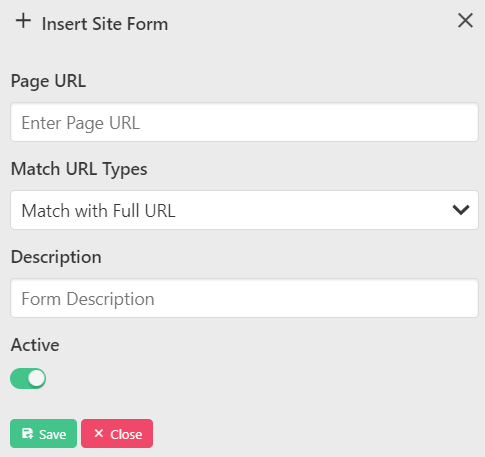 Insert Site Form
Page URL
Enter Page URL
Match URL Types
Match with Full URL
Description
Form Description
Active
Save Close